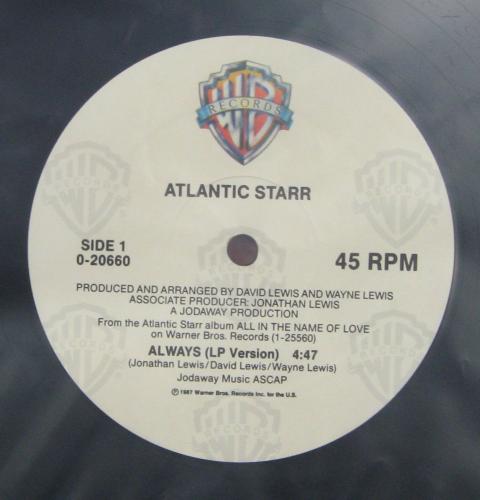 WB
RECORDS
ATLANTIC STARR
SIDE 1
0-20660
45 RPM
PRODUCED AND ARRANGED BY DAVID LEWIS AND WAYNE LEWIS
ASSOCIATE PRODUCER: JONATHAN LEWIS
A JODAWAY PRODUCTION
From the Atlantic Starr album ALL IN THE NAME OF LOVE
on Warner Bros. Records (1-25560)
ALWAYS (LP Version) 4:47
(Jonathan Lewis/David Lewis/Wayne Lewis)
Jodaway Music ASCAP
℗ 1987 Warner Bros. Records Inc. for the U.S.